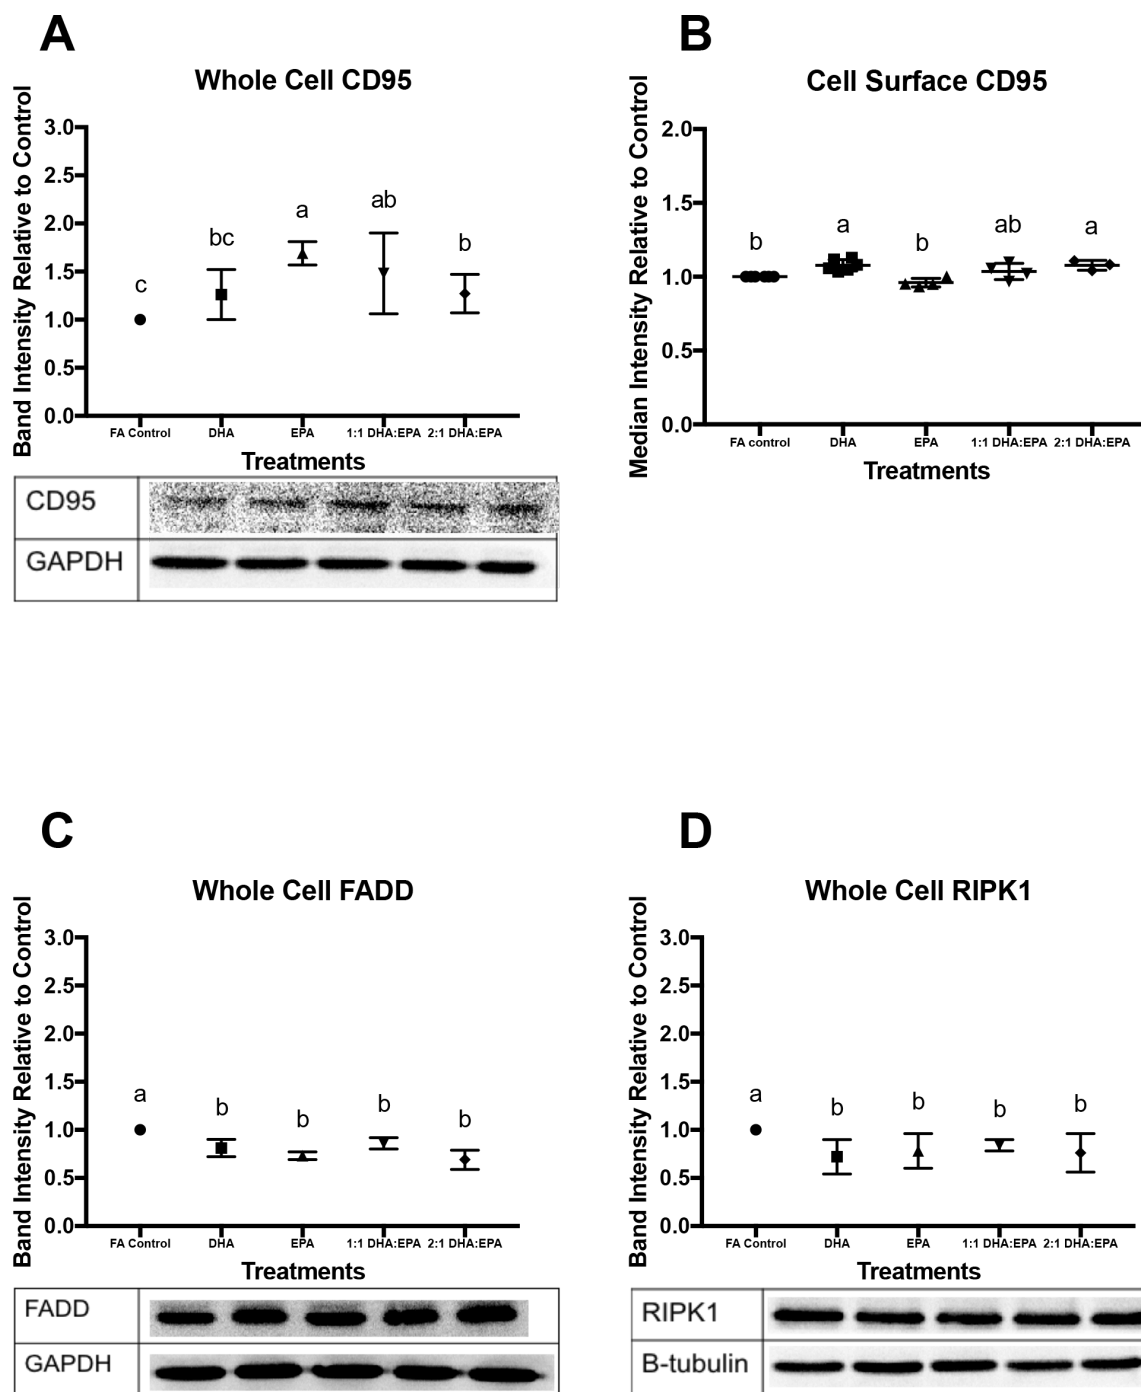 A
Whole Cell CD95
Band Intensity Relative to Control
3.0
2.5
2.0
1.5
1.0
0.5
0.0
c
bc
a
ab
b
FA Control
DHA
EPA
1:1 DHA:EPA
2:1 DHA:EPA
Treatments
CD95
GAPDH
B
Cell Surface CD95
Median Intensity Relative to Control
2.0
1.5
1.0
0.5
0.0
b
a
b
ab
a
FA control
DHA
EPA
1:1 DHA:EPA
2:1 DHA:EPA
Treatments
C
Whole Cell FADD
Band Intensity Relative to Control
3.0
2.5
2.0
1.5
1.0
0.5
0.0
a
b
b
b
b
FA Control
DHA
EPA
1:1 DHA:EPA
2:1 DHA:EPA
Treatments
FADD
GAPDH
D
Whole Cell RIPK1
Band Intensity Relative to Control
3.0
2.5
2.0
1.5
1.0
0.5
0.0
a
b
b
b
b
FA Control
DHA
EPA
1:1 DHA:EPA
2:1 DHA:EPA
Treatments
RIPK1
B-tubulin